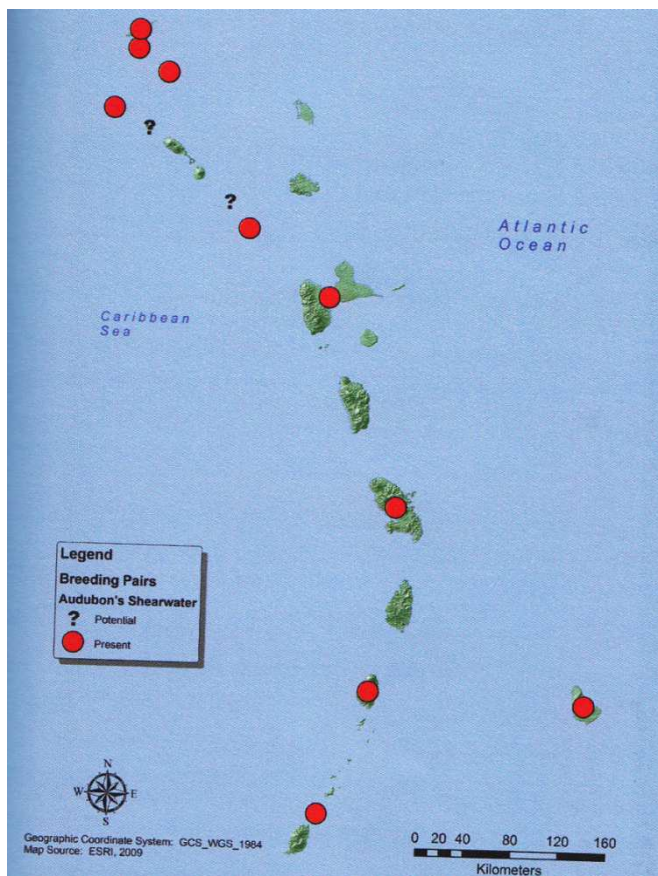 ?
?
Atlantic
Ocean
Caribbean
Sea
Legend
Breeding Pairs
Audubon's Shearwater
? Potential
Present
N
W E
S
Geographic Coordinate System: GCS_WGS_1984
Map Source: ESRI, 2009
0 20 40 80 120 160
Kilometers